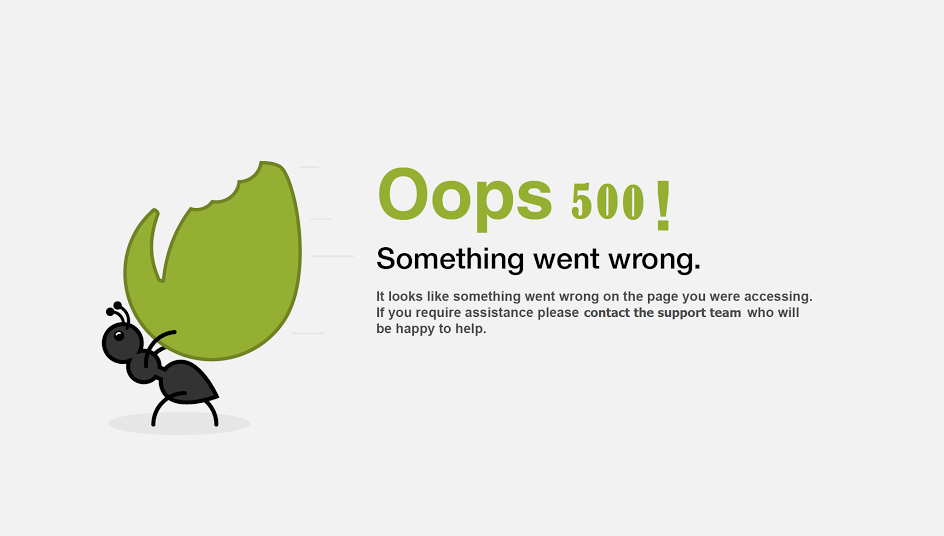 Oops 500!
Something went wrong.
It looks like something went wrong on the page you were accessing.
If you require assistance please contact the support team who will
be happy to help.